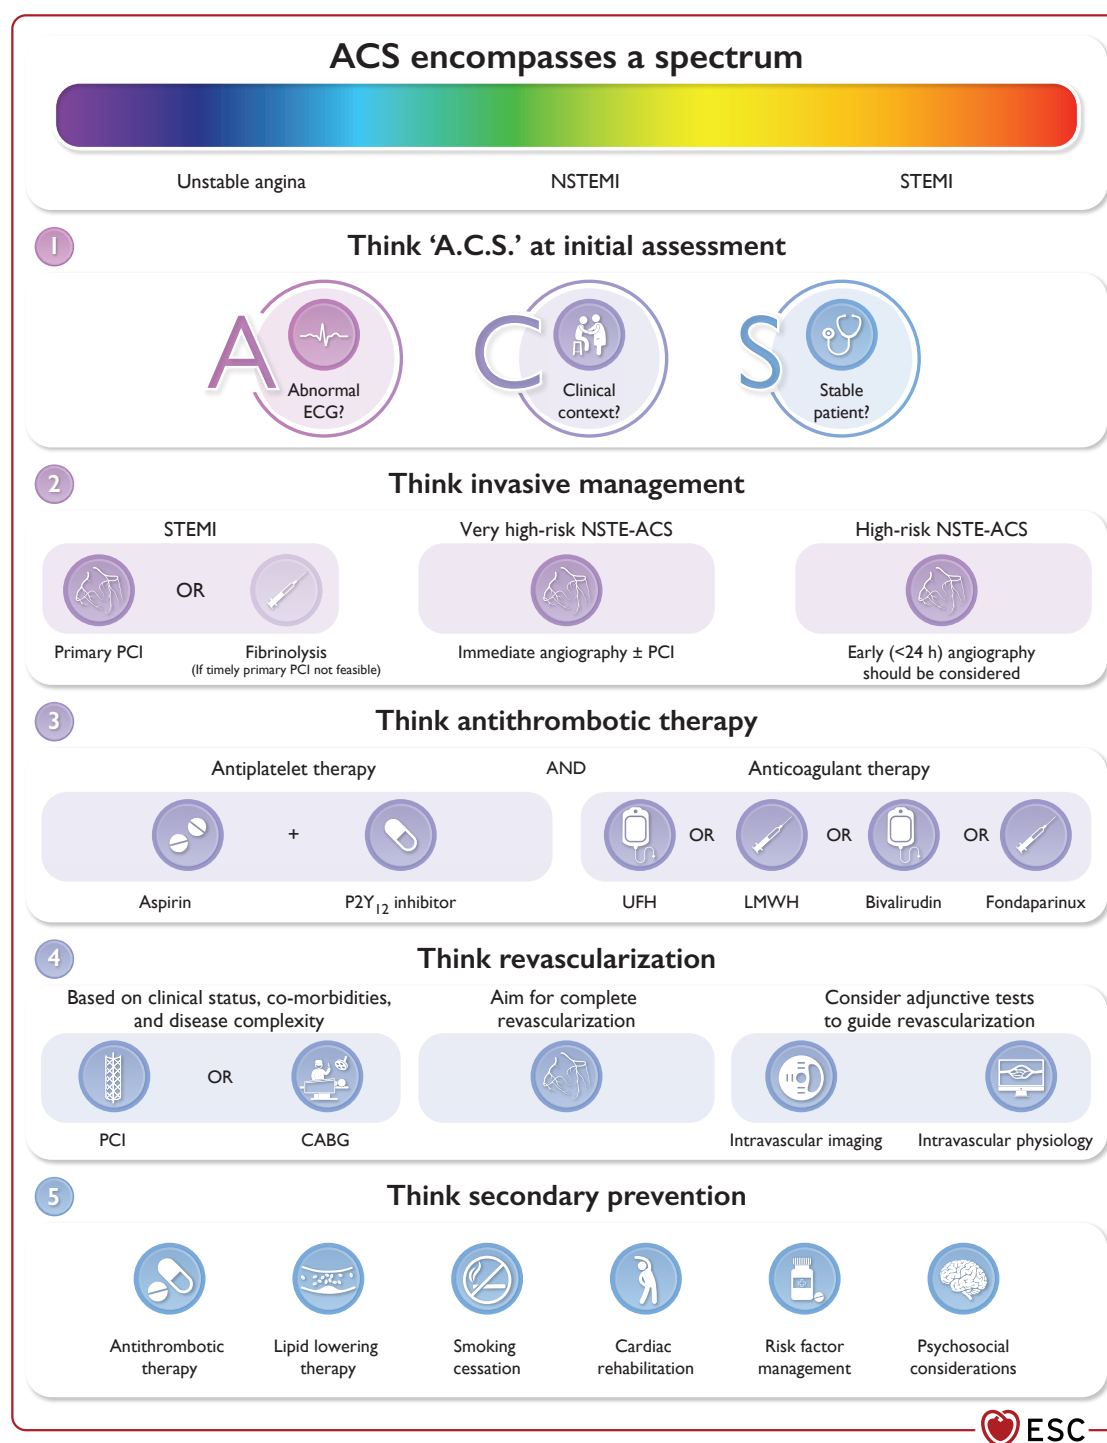 ACS encompasses a spectrum
Unstable angina NSTEMI STEMI
1 Think ‘A.C.S.’ at initial assessment
A C S
Abnormal
ECG?
Clinical
context?
Stable
patient?
2 Think invasive management
STEMI
OR
Primary PCI
Fibrinolysis
(If timely primary PCI not feasible)
Very high-risk NSTE-ACS
Immediate angiography ± PCI
High-risk NSTE-ACS
Early (<24 h) angiography
should be considered
3 Think antithrombotic therapy
Antiplatelet therapy AND Anticoagulant therapy
+ OR OR OR
Aspirin P2Y12 inhibitor UFH LMWH Bivalirudin Fondaparinux
4 Think revascularization
Based on clinical status, co-morbidities,
and disease complexity
OR
PCI CABG
Aim for complete
revascularization
Consider adjunctive tests
to guide revascularization
Intravascular imaging Intravascular physiology
5 Think secondary prevention
Antithrombotic
therapy
Lipid lowering
therapy
Smoking
cessation
Cardiac
rehabilitation
Risk factor
management
Psychosocial
considerations
ESC